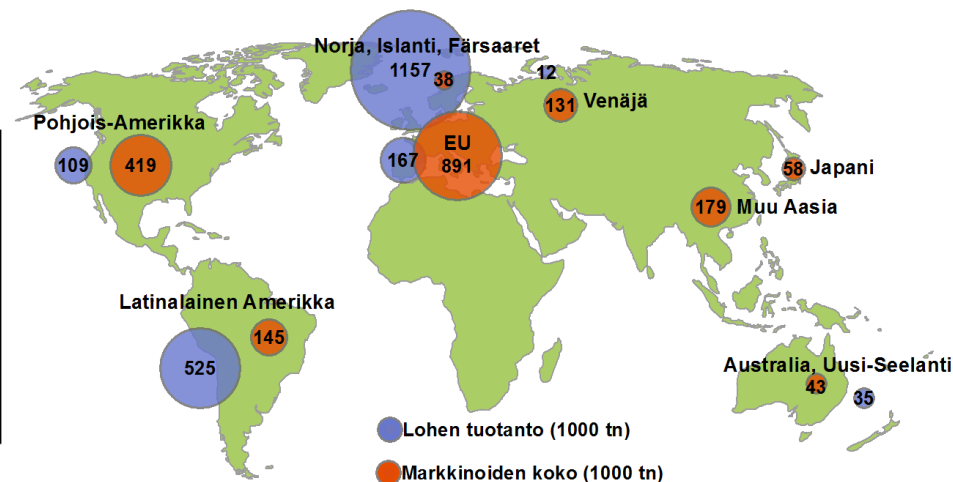 Norja, Islanti, Färsaaret
1157
38
12
131 Venäjä
Pohjois-Amerikka
109
419
167
EU
891
58 Japani
179 Muu Aasia
Latinalainen Amerikka
145
525
Australia, Uusi-Seelanti
43
35
Lohen tuotanto (1000 tn)
Markkinoiden koko (1000 tn)